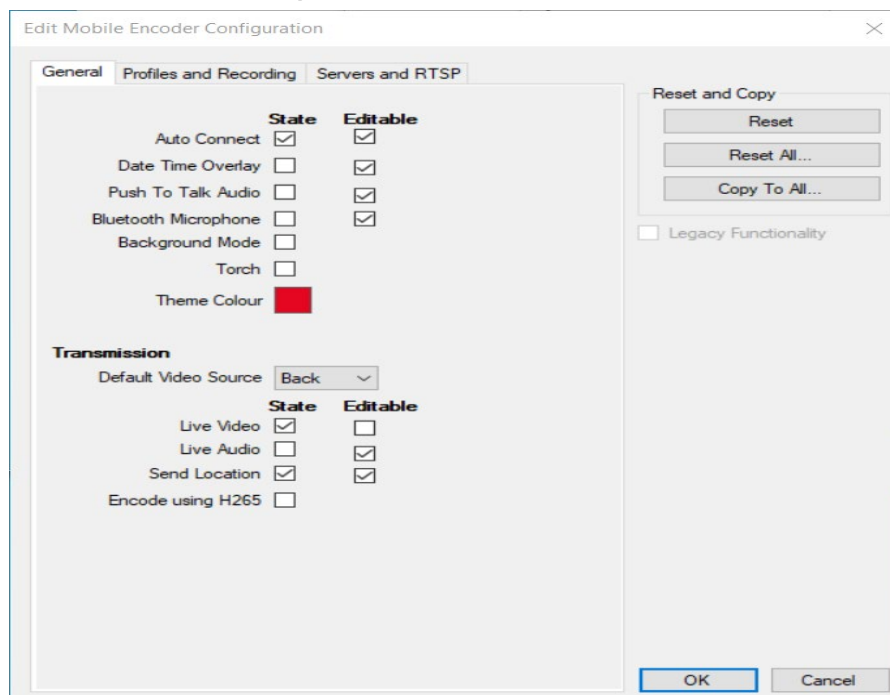 Edit Mobile Encoder Configuration
General Profiles and Recording Servers and RTSP
Reset and Copy
Reset
Reset All...
Copy To All...
Legacy Functionality
State Editable
Auto Connect
Date Time Overlay
Push To Talk Audio
Bluetooth Microphone
Background Mode
Torch
Theme Colour
Transmission
Default Video Source Back
State Editable
Live Video
Live Audio
Send Location
Encode using H265
OK Cancel